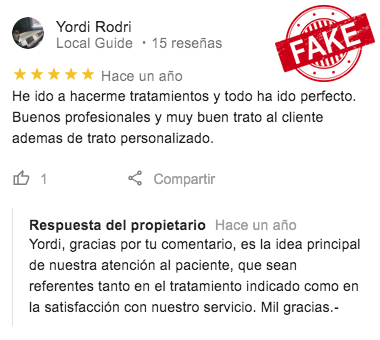 Yordi Rodri
Local Guide · 15 reseñas
FAKE
Hace un año
He ido a hacerme tratamientos y todo ha ido perfecto.
Buenos profesionales y muy buen trato al cliente
ademas de trato personalizado.
1
Compartir
Respuesta del propietario Hace un año
Yordi, gracias por tu comentario, es la idea principal
de nuestra atención al paciente, que sean
referentes tanto en el tratamiento indicado como en
la satisfacción con nuestro servicio. Mil gracias.-